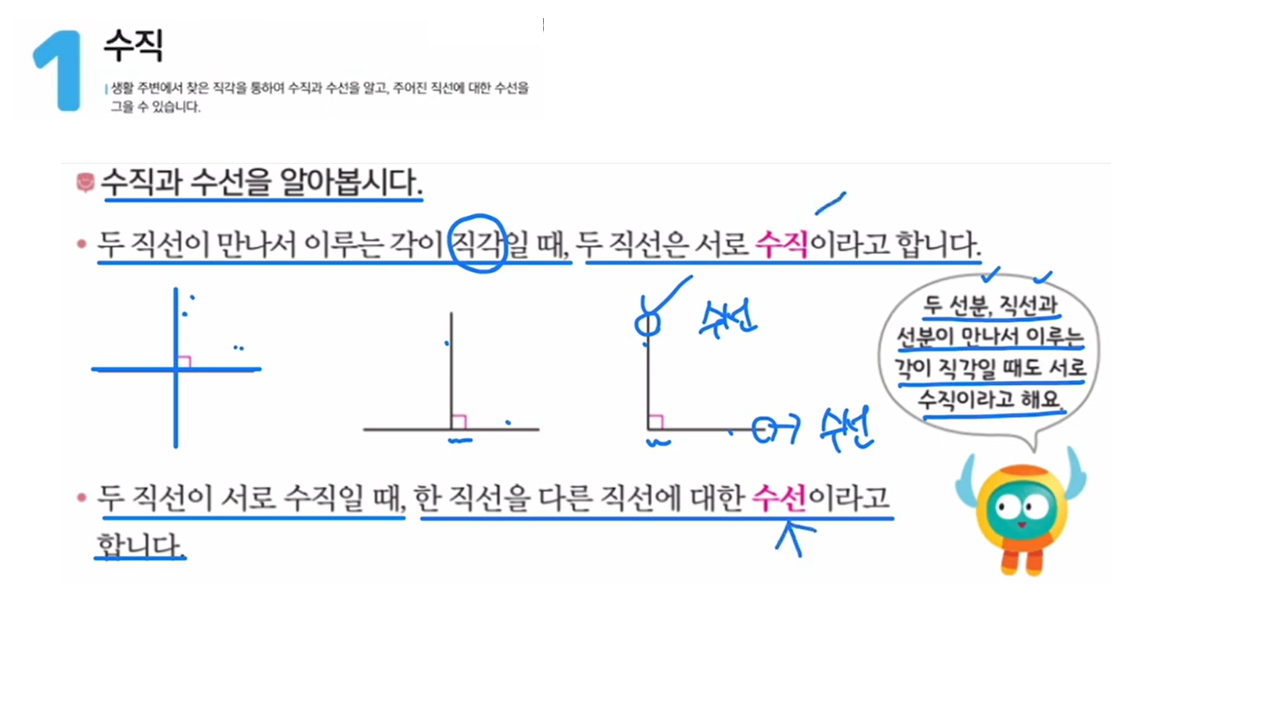 1 수직
생활 주변에서 찾은 직각을 통하여 수직과 수선을 알고, 주어진 직선에 대한 수선을
그을 수 있습니다.
수직과 수선을 알아봅시다.
• 두 직선이 만나서 이루는 각이 직각일 때, 두 직선은 서로 수직이라고 합니다.
수선
수선
두 선분, 직선과
선분이 만나서 이루는
각이 직각일 때도 서로
수직이라고 해요.
• 두 직선이 서로 수직일 때, 한 직선을 다른 직선에 대한 수선이라고
합니다.